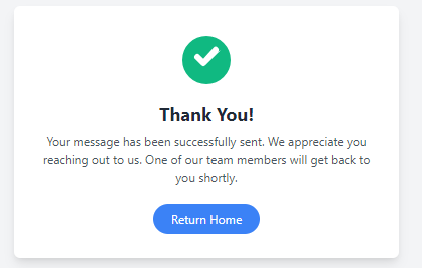 Thank You!
Your message has been successfully sent. We appreciate you
reaching out to us. One of our team members will get back to
you shortly.
Return Home